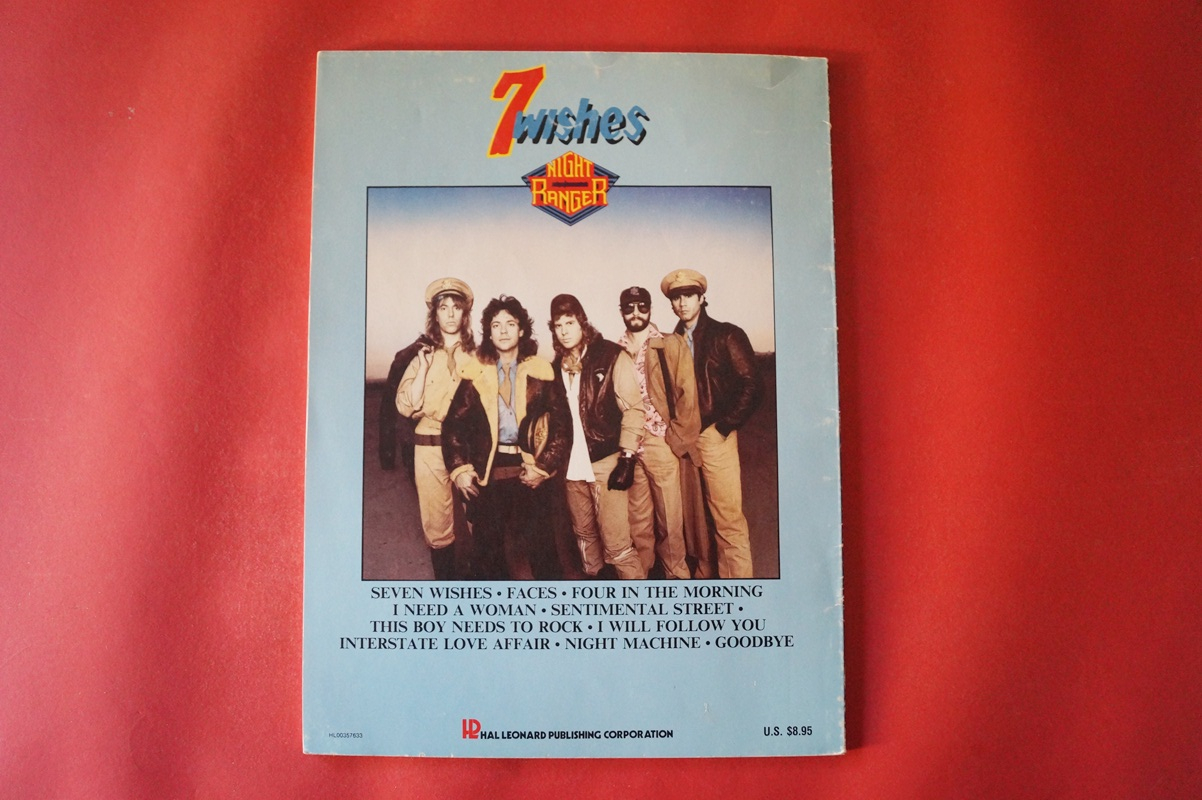 7 wishes
NIGHT
RANGER
SEVEN WISHES • FACES • FOUR IN THE MORNING
I NEED A WOMAN • SENTIMENTAL STREET •
THIS BOY NEEDS TO ROCK • I WILL FOLLOW YOU
INTERSTATE LOVE AFFAIR • NIGHT MACHINE • GOODBYE
HL00357633
HL HAL LEONARD PUBLISHING CORPORATION
U.S. $8.95